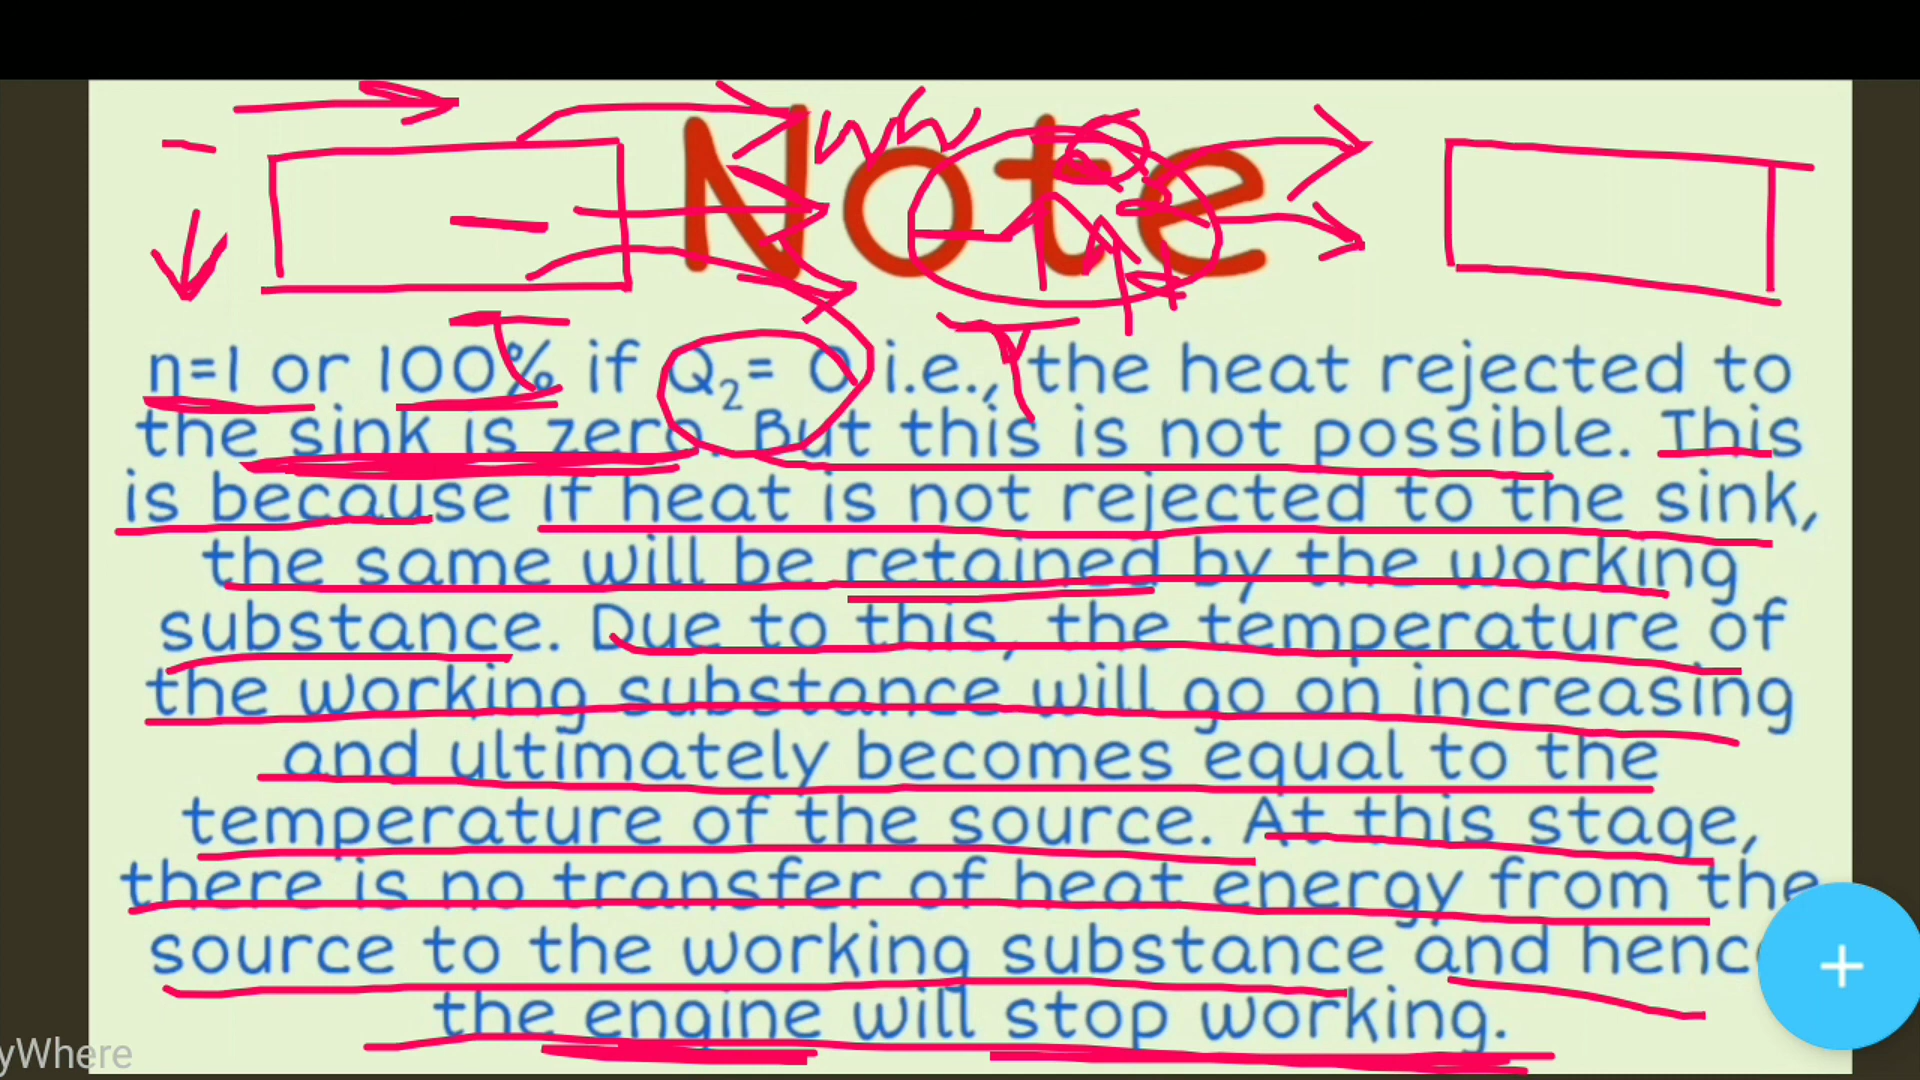 Note
n=1 or 100% if Q₂= 0 i.e., the heat rejected to
the sink is zero. But this is not possible. This
is because if heat is not rejected to the sink,
the same will be retained by the working
substance. Due to this, the temperature of
the working substance will go on increasing
and ultimately becomes equal to the
temperature of the source. At this stage,
there is no transfer of heat energy from the
source to the working substance and henc
the engine will stop working.
yWhere